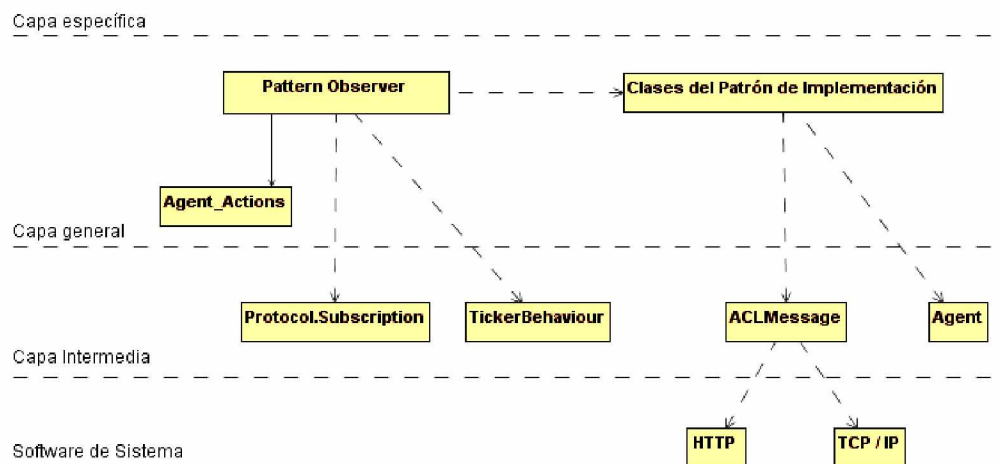 Capa específica
Pattern Observer
Clases del Patrón de Implementación
Agent_Actions
Capa general
Protocol.Subscription
TickerBehaviour
ACLMessage
Agent
Capa Intermedia
HTTP
TCP / IP
Software de Sistema